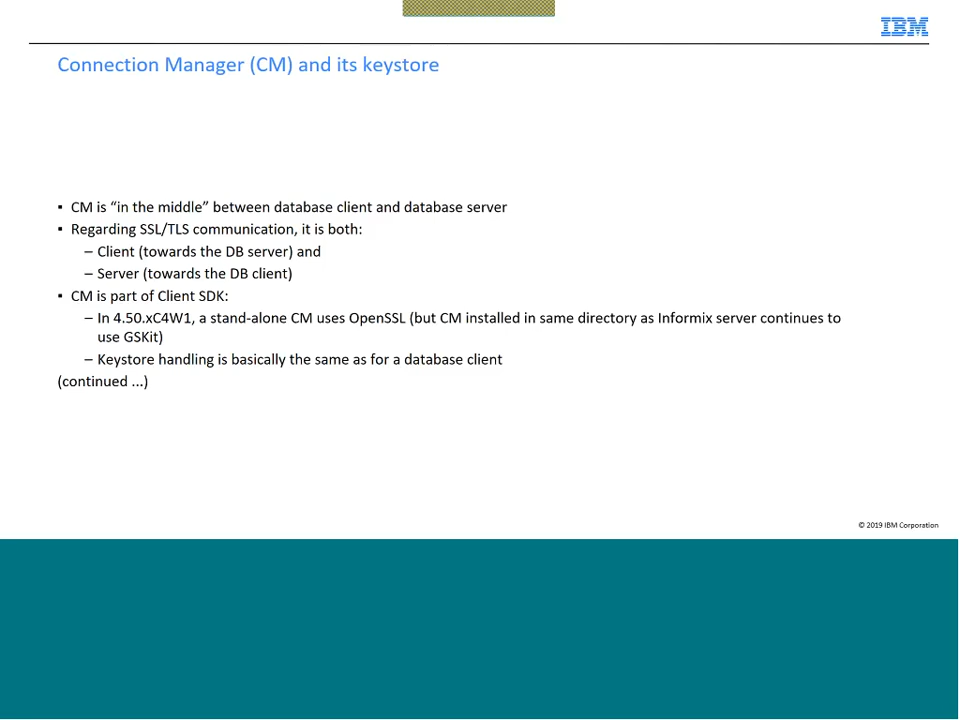 IBM
Connection Manager (CM) and its keystore
▪ CM is “in the middle” between database client and database server
▪ Regarding SSL/TLS communication, it is both:
– Client (towards the DB server) and
– Server (towards the DB client)
▪ CM is part of Client SDK:
– In 4.50.xC4W1, a stand-alone CM uses OpenSSL (but CM installed in same directory as Informix server continues to
use GSKit)
– Keystore handling is basically the same as for a database client
(continued ...)
© 2019 IBM Corporation